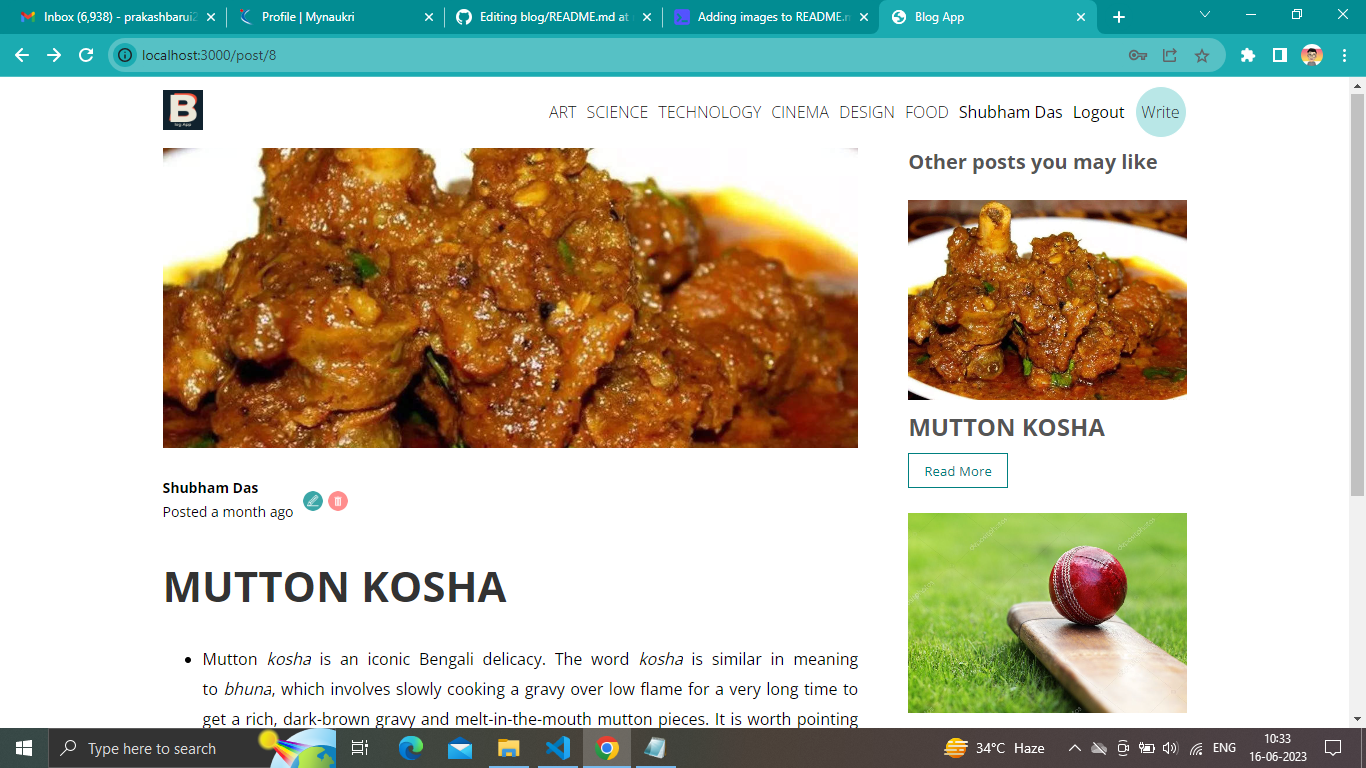 Inbox (6,938) - prakashbarui2
Profile | Mynaukri
Editing blog/README.md at
Adding images to README.m
Blog App
localhost:3000/post/8
B
ART SCIENCE TECHNOLOGY CINEMA DESIGN FOOD Shubham Das Logout Write
Other posts you may like
MUTTON KOSHA
Read More
Shubham Das
Posted a month ago
MUTTON KOSHA
Mutton kosha is an iconic Bengali delicacy. The word kosha is similar in meaning
to bhuna, which involves slowly cooking a gravy over low flame for a very long time to
get a rich, dark-brown gravy and melt-in-the-mouth mutton pieces. It is worth pointing
Type here to search
34°C Haze
ENG
10:33
16-06-2023